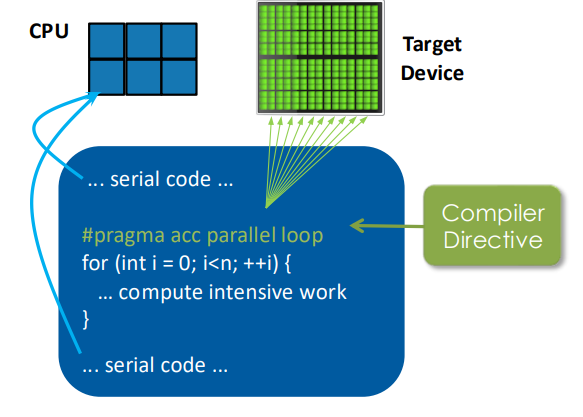 CPU
Target
Device
... serial code ...
#pragma acc parallel loop
for (int i = 0; i<n; ++i) {
... compute intensive work
}
... serial code ...
Compiler
Directive